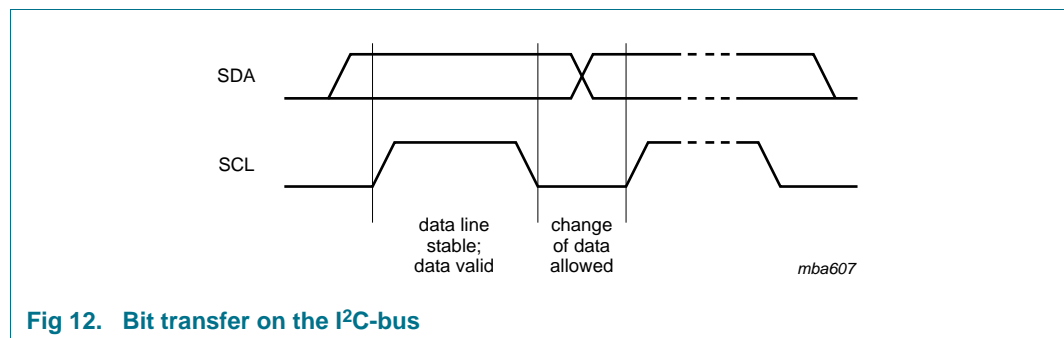 SDA
SCL
data line
stable;
data valid
change
of data
allowed
mba607
Fig 12. Bit transfer on the I²C-bus